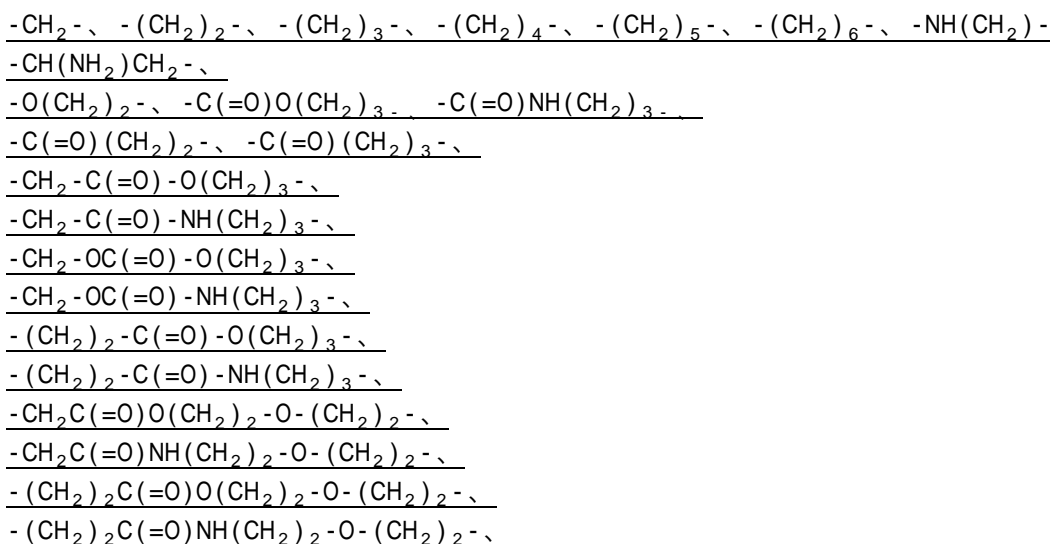 -CH₂-、 -(CH₂)₂-、 -(CH₂)₃-、 -(CH₂)₄-、 -(CH₂)₅-、 -(CH₂)₆-、 -NH(CH₂)-
-CH(NH₂)CH₂-、
-O(CH₂)₂-、 -C(=O)O(CH₂)₃₋、 -C(=O)NH(CH₂)₃₋、
-C(=O)(CH₂)₂-、 -C(=O)(CH₂)₃-、
-CH₂-C(=O)-O(CH₂)₃-、
-CH₂-C(=O)-NH(CH₂)₃-、
-CH₂-OC(=O)-O(CH₂)₃-、
-CH₂-OC(=O)-NH(CH₂)₃-、
-(CH₂)₂-C(=O)-O(CH₂)₃-、
-(CH₂)₂-C(=O)-NH(CH₂)₃-、
-CH₂C(=O)O(CH₂)₂-O-(CH₂)₂-、
-CH₂C(=O)NH(CH₂)₂-O-(CH₂)₂-、
-(CH₂)₂C(=O)O(CH₂)₂-O-(CH₂)₂-、
-(CH₂)₂C(=O)NH(CH₂)₂-O-(CH₂)₂-、